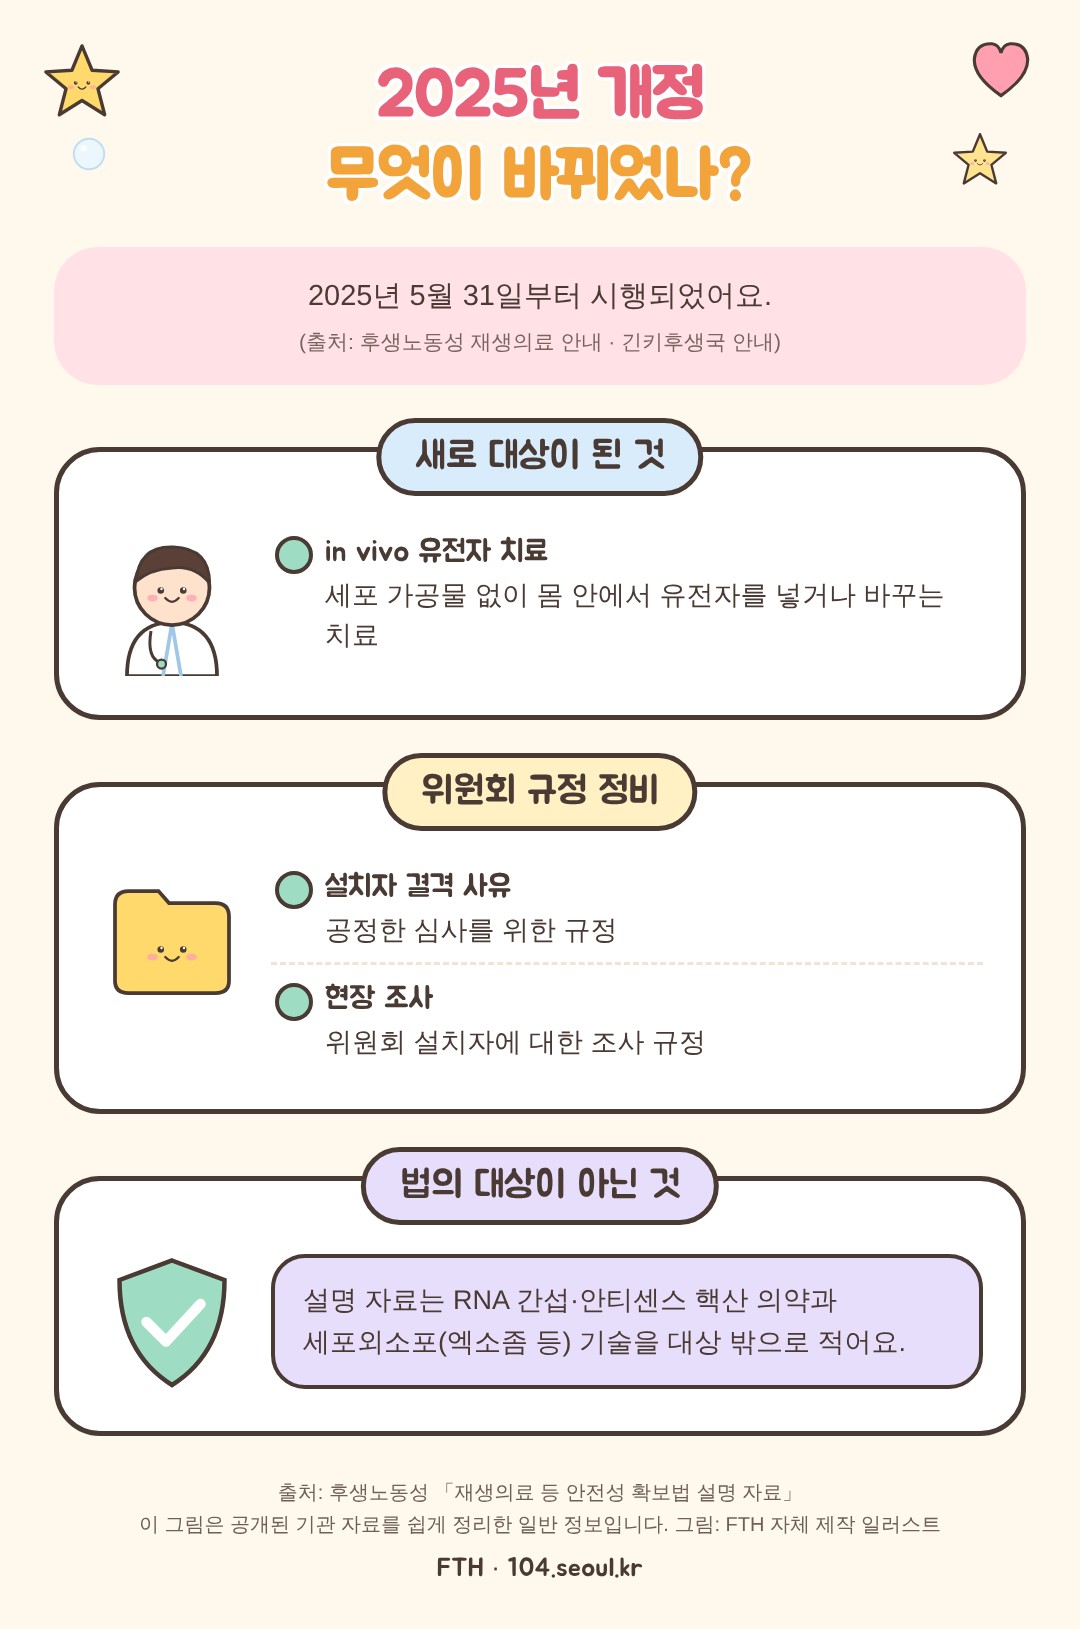 2025년 개정
무엇이 바뀌었나?
2025년 5월 31일부터 시행되었어요.
(출처: 후생노동성 재생의료 안내 · 긴키후생국 안내)
새로 대상이 된 것
in vivo 유전자 치료
세포 가공물 없이 몸 안에서 유전자를 넣거나 바꾸는
치료
위원회 규정 정비
설치자 결격 사유
공정한 심사를 위한 규정
현장 조사
위원회 설치자에 대한 조사 규정
법의 대상이 아닌 것
설명 자료는 RNA 간섭·안티센스 핵산 의약과
세포외소포(엑소좀 등) 기술을 대상 밖으로 적어요.
출처: 후생노동성 「재생의료 등 안전성 확보법 설명 자료」
이 그림은 공개된 기관 자료를 쉽게 정리한 일반 정보입니다. 그림: FTH 자체 제작 일러스트
FTH · 104.seoul.kr